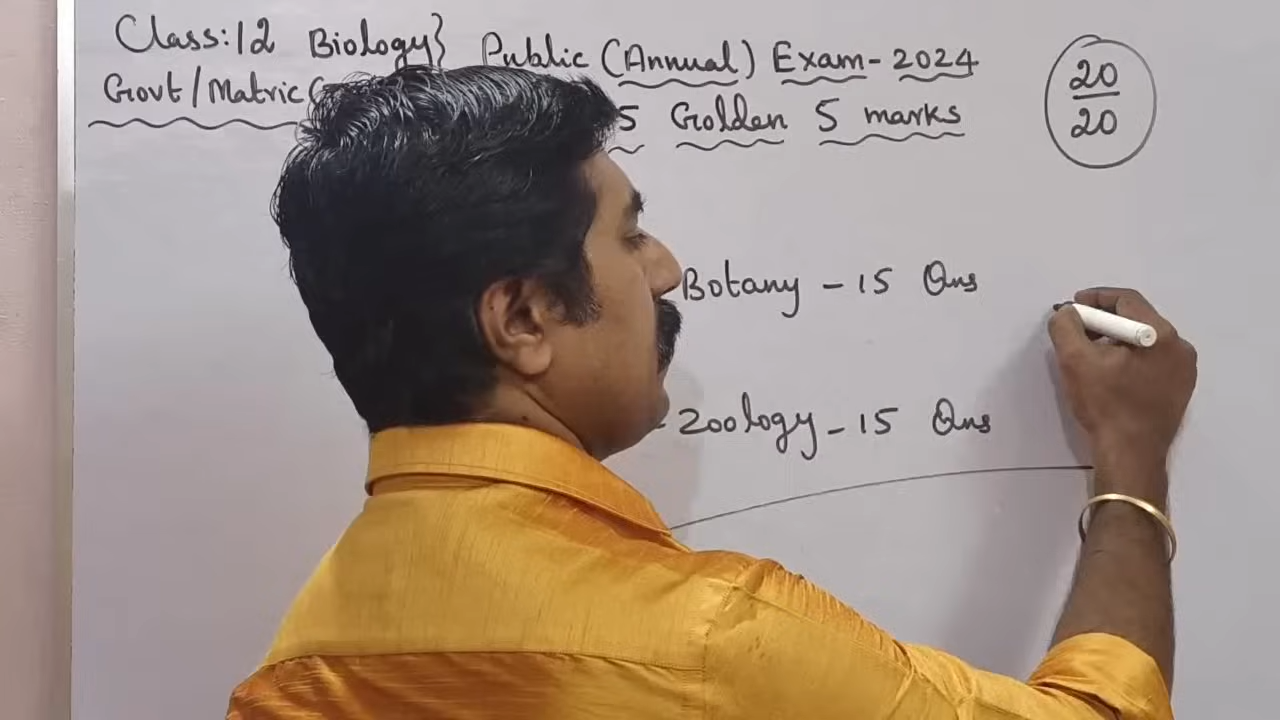 Class: 12 Biology} Public (Annual) Exam - 2024
Govt / Matric
5 Golden 5 marks
20
20
Botany - 15 Qns
Zoology - 15 Qns